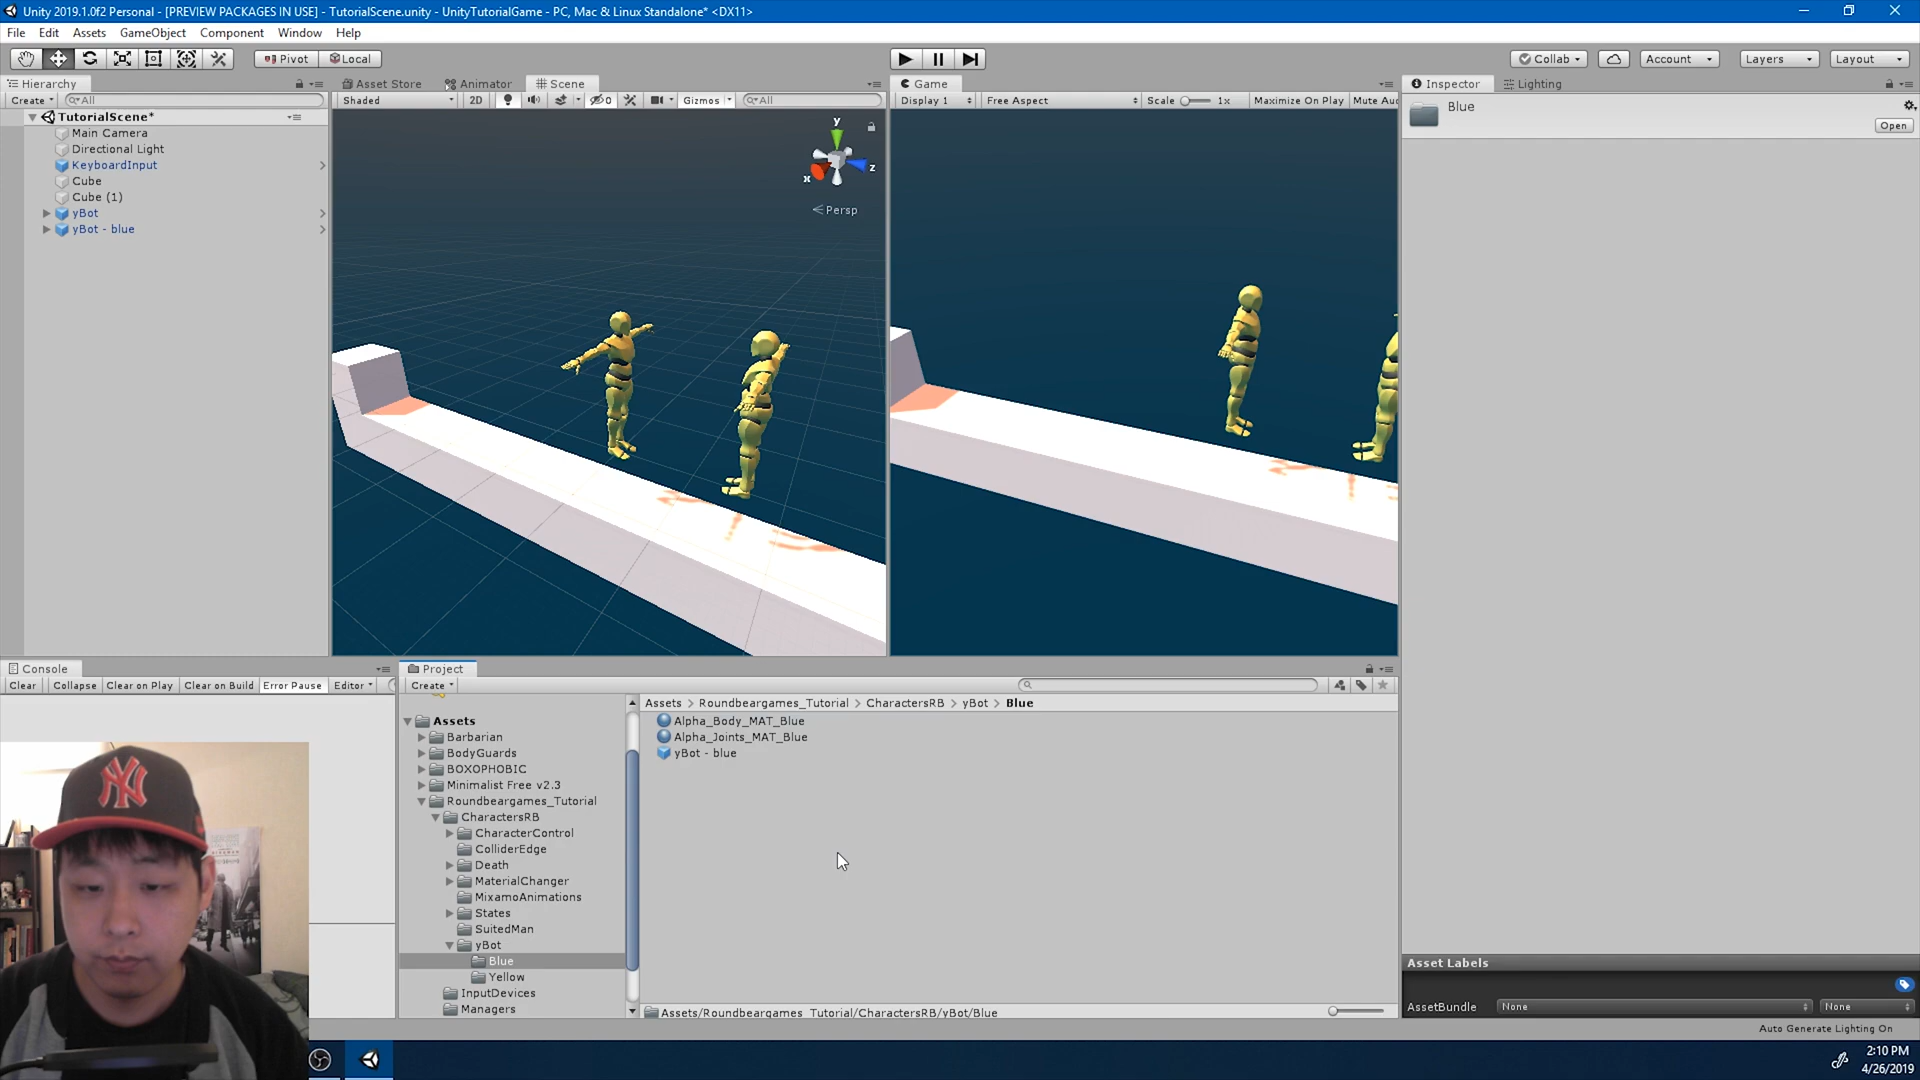 Unity 2019.1.0f2 Personal - [PREVIEW PACKAGES IN USE] - TutorialScene.unity - UnityTutorialGame - PC, Mac & Linux Standalone* <DX11>
File Edit Assets GameObject Component Window Help
Pivot Local Collab Account Layers Layout
Hierarchy Asset Store Animator Scene Game Inspector Lighting
Create All Shaded 2D 0 Gizmos All Display 1 Free Aspect Scale 1x Maximize On Play Mute Au
TutorialScene*
Main Camera
Directional Light
KeyboardInput
Cube
Cube (1)
yBot
yBot - blue
y
x
z
Persp
Blue
Open
Console
Clear Collapse Clear on Play Clear on Build Error Pause Editor
Project
Create
Assets
Barbarian
BodyGuards
BOXOPHOBIC
Minimalist Free v2.3
Roundbeargames_Tutorial
CharactersRB
CharacterControl
ColliderEdge
Death
MaterialChanger
MixamoAnimations
States
SuitedMan
yBot
Blue
Yellow
InputDevices
Managers
Assets > Roundbeargames_Tutorial > CharactersRB > yBot > Blue
Alpha_Body_MAT_Blue
Alpha_Joints_MAT_Blue
yBot - blue
Assets/Roundbeargames_Tutorial/CharactersRB/yBot/Blue
Asset Labels
AssetBundle None None
Auto Generate Lighting On
2:10 PM
4/26/2019
NY